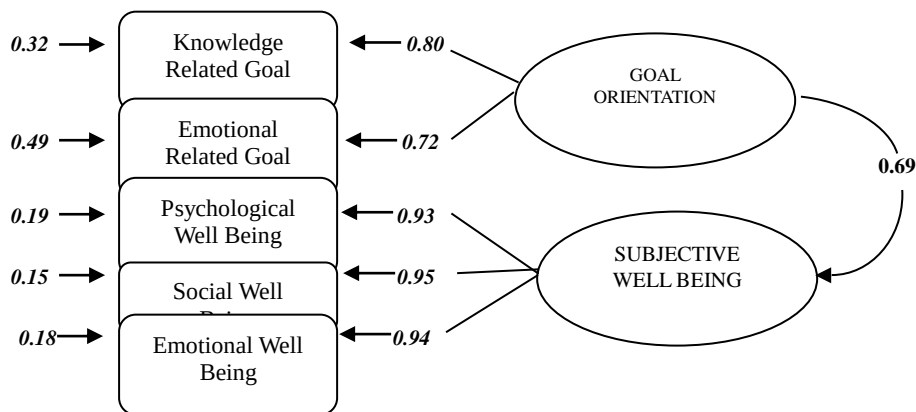 0.32
Knowledge
Related Goal
0.80
GOAL
ORIENTATION
0.49
Emotional
Related Goal
0.72
0.69
0.19
Psychological
Well Being
0.93
SUBJECTIVE
WELL BEING
0.15
Social Well
0.95
0.18
Emotional Well
Being
0.94